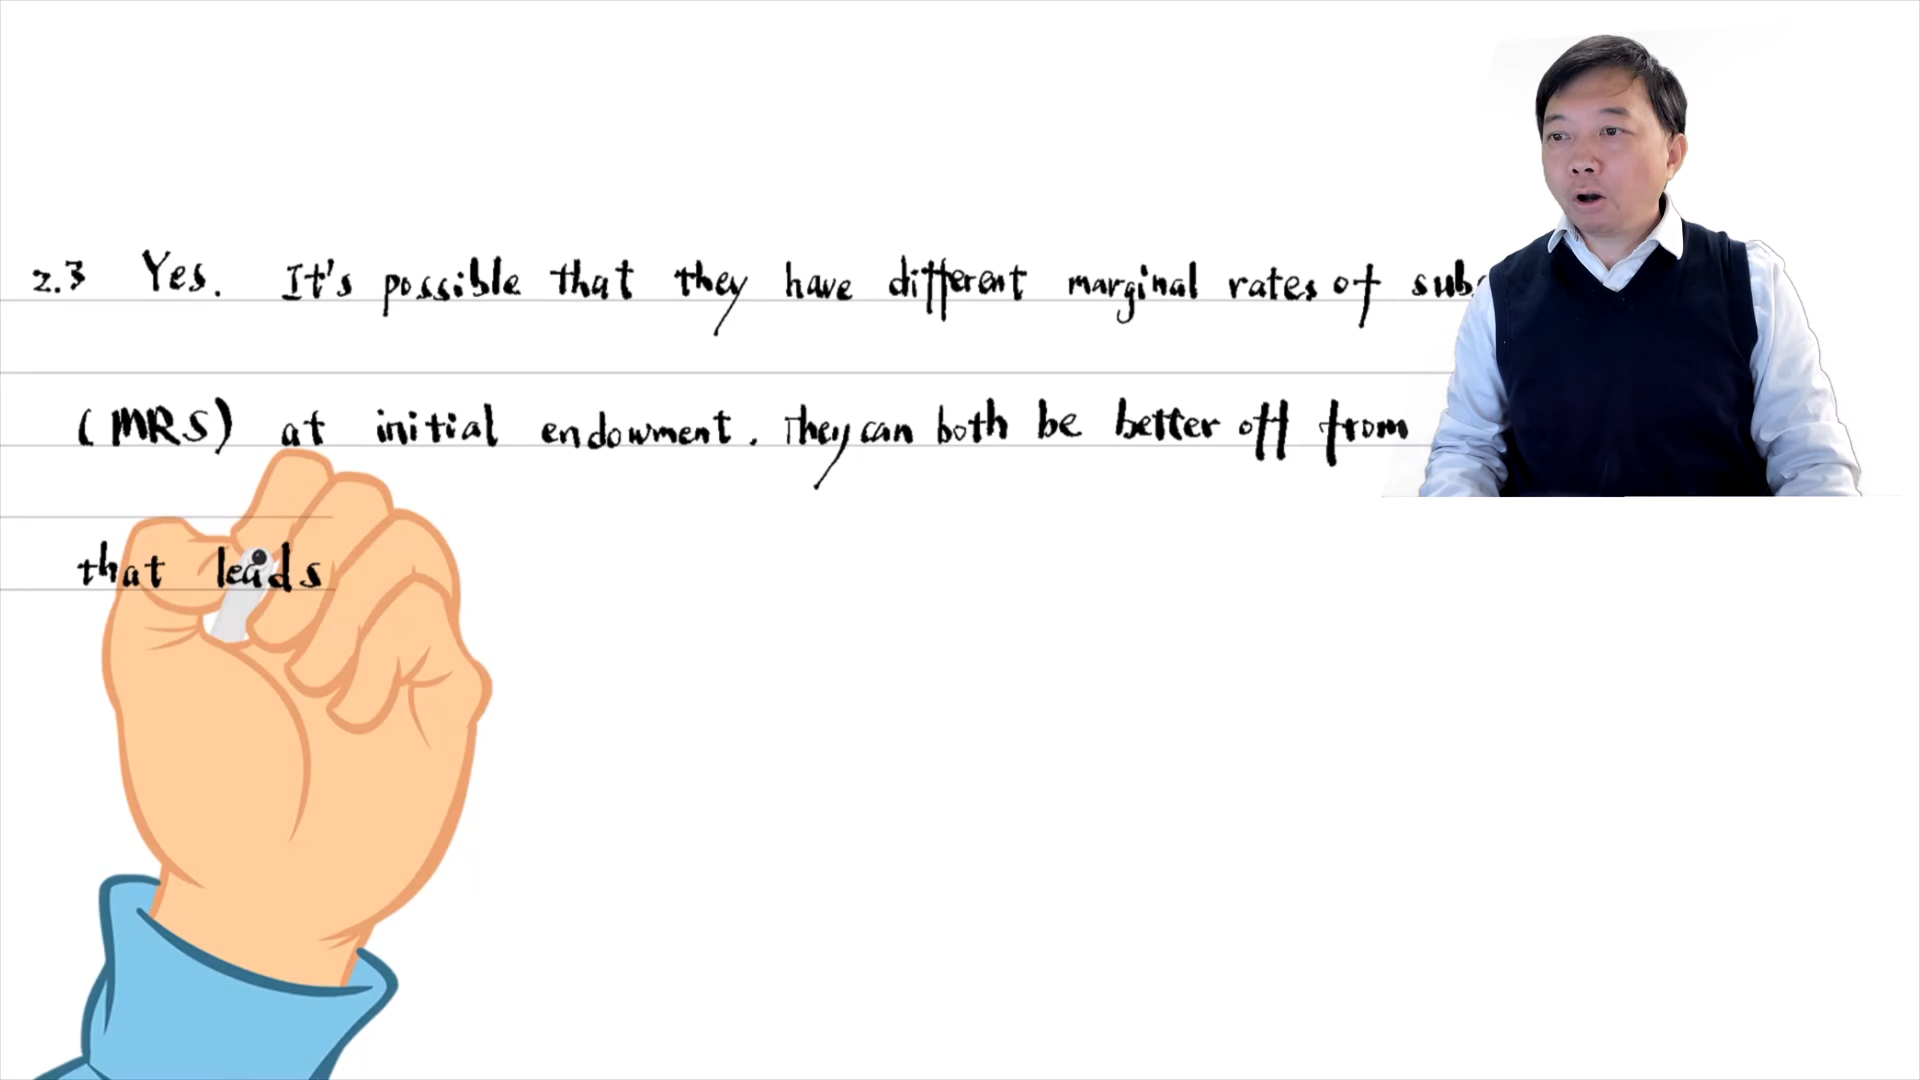 2.3 Yes. It's possible that they have different marginal rates of
(MRS) at initial endowment. They can both be better off from
that leads